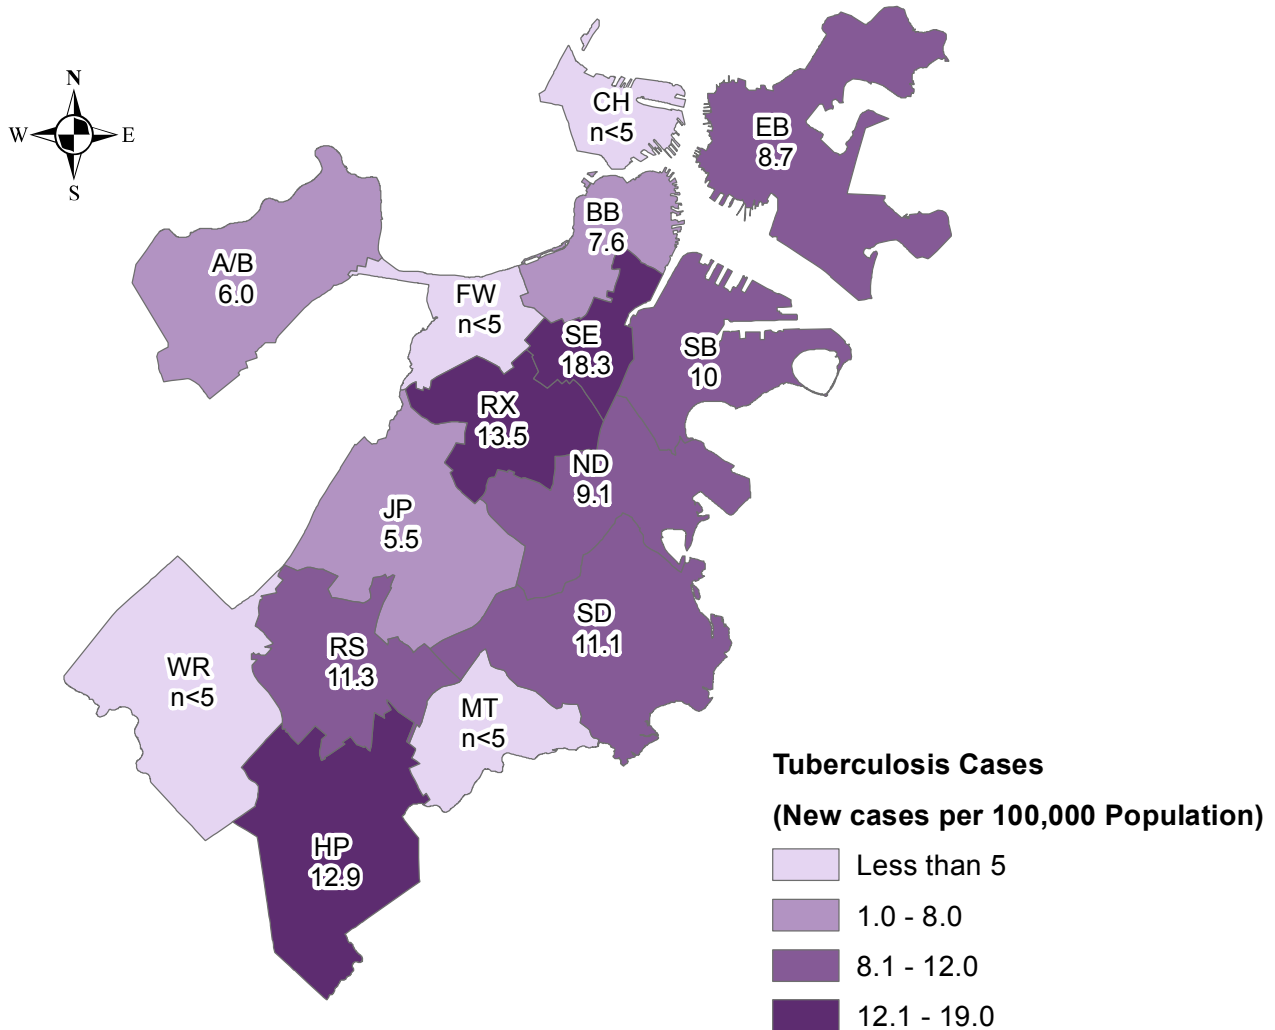 N
W E
S
CH
n<5
EB
8.7
BB
7.6
A/B
6.0
FW
n<5
SE
18.3
SB
10
RX
13.5
ND
9.1
JP
5.5
SD
11.1
RS
11.3
WR
n<5
MT
n<5
HP
12.9
Tuberculosis Cases
(New cases per 100,000 Population)
Less than 5
1.0 - 8.0
8.1 - 12.0
12.1 - 19.0